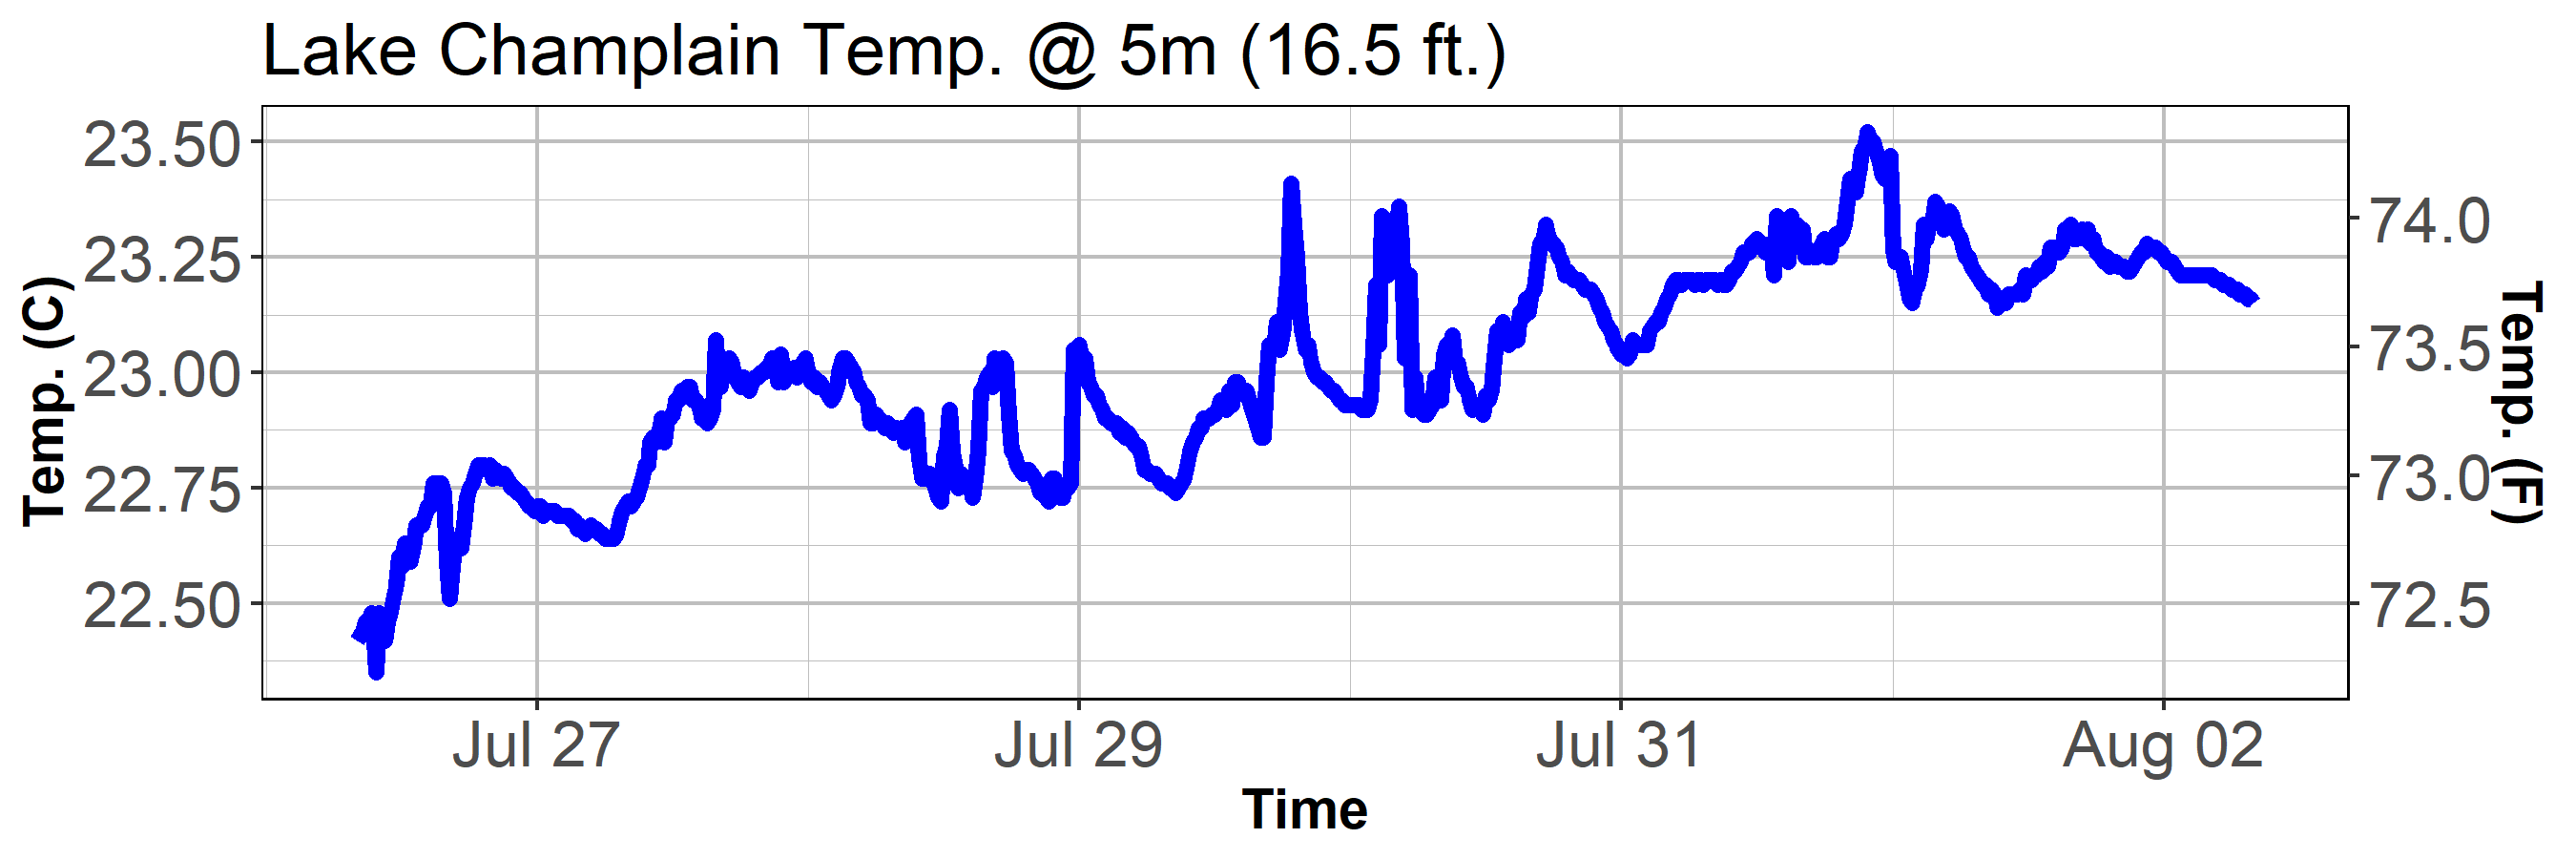 Lake Champlain Temp. @ 5m (16.5 ft.)
Temp. (C)
23.50
23.25
23.00
22.75
22.50
74.0
73.5
73.0
72.5
Temp. (F)
Jul 27 Jul 29 Jul 31 Aug 02
Time